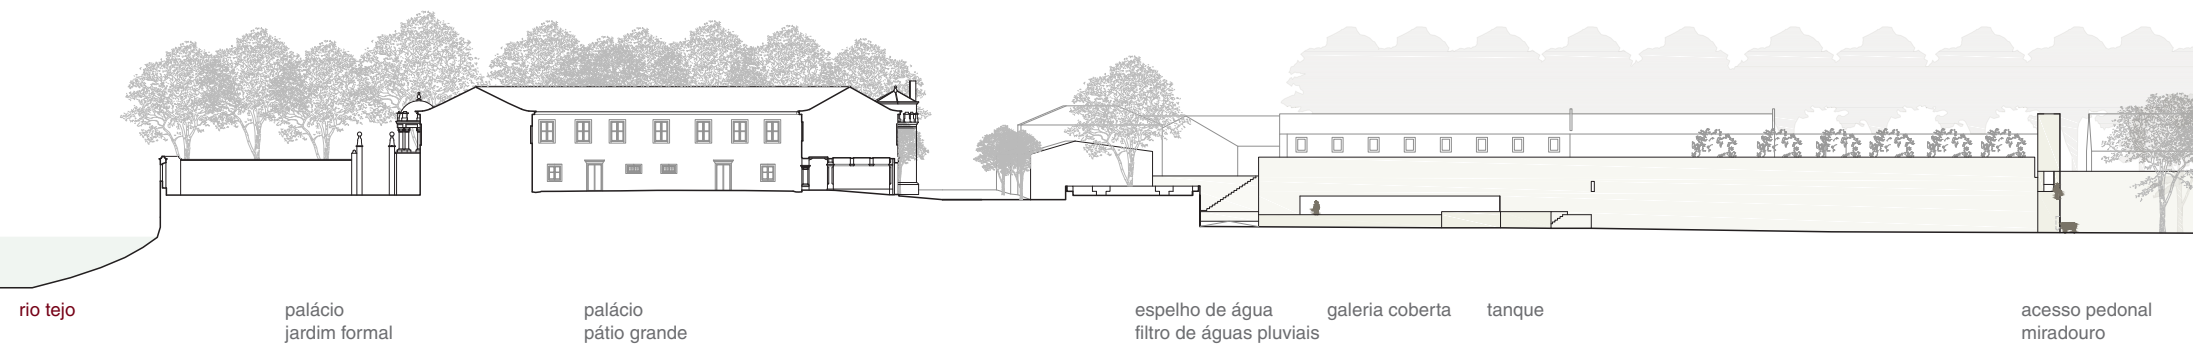 rio tejo
palácio
jardim formal
palácio
pátio grande
espelho de água
filtro de águas pluviais
galeria coberta
tanque
acesso pedonal
miradouro